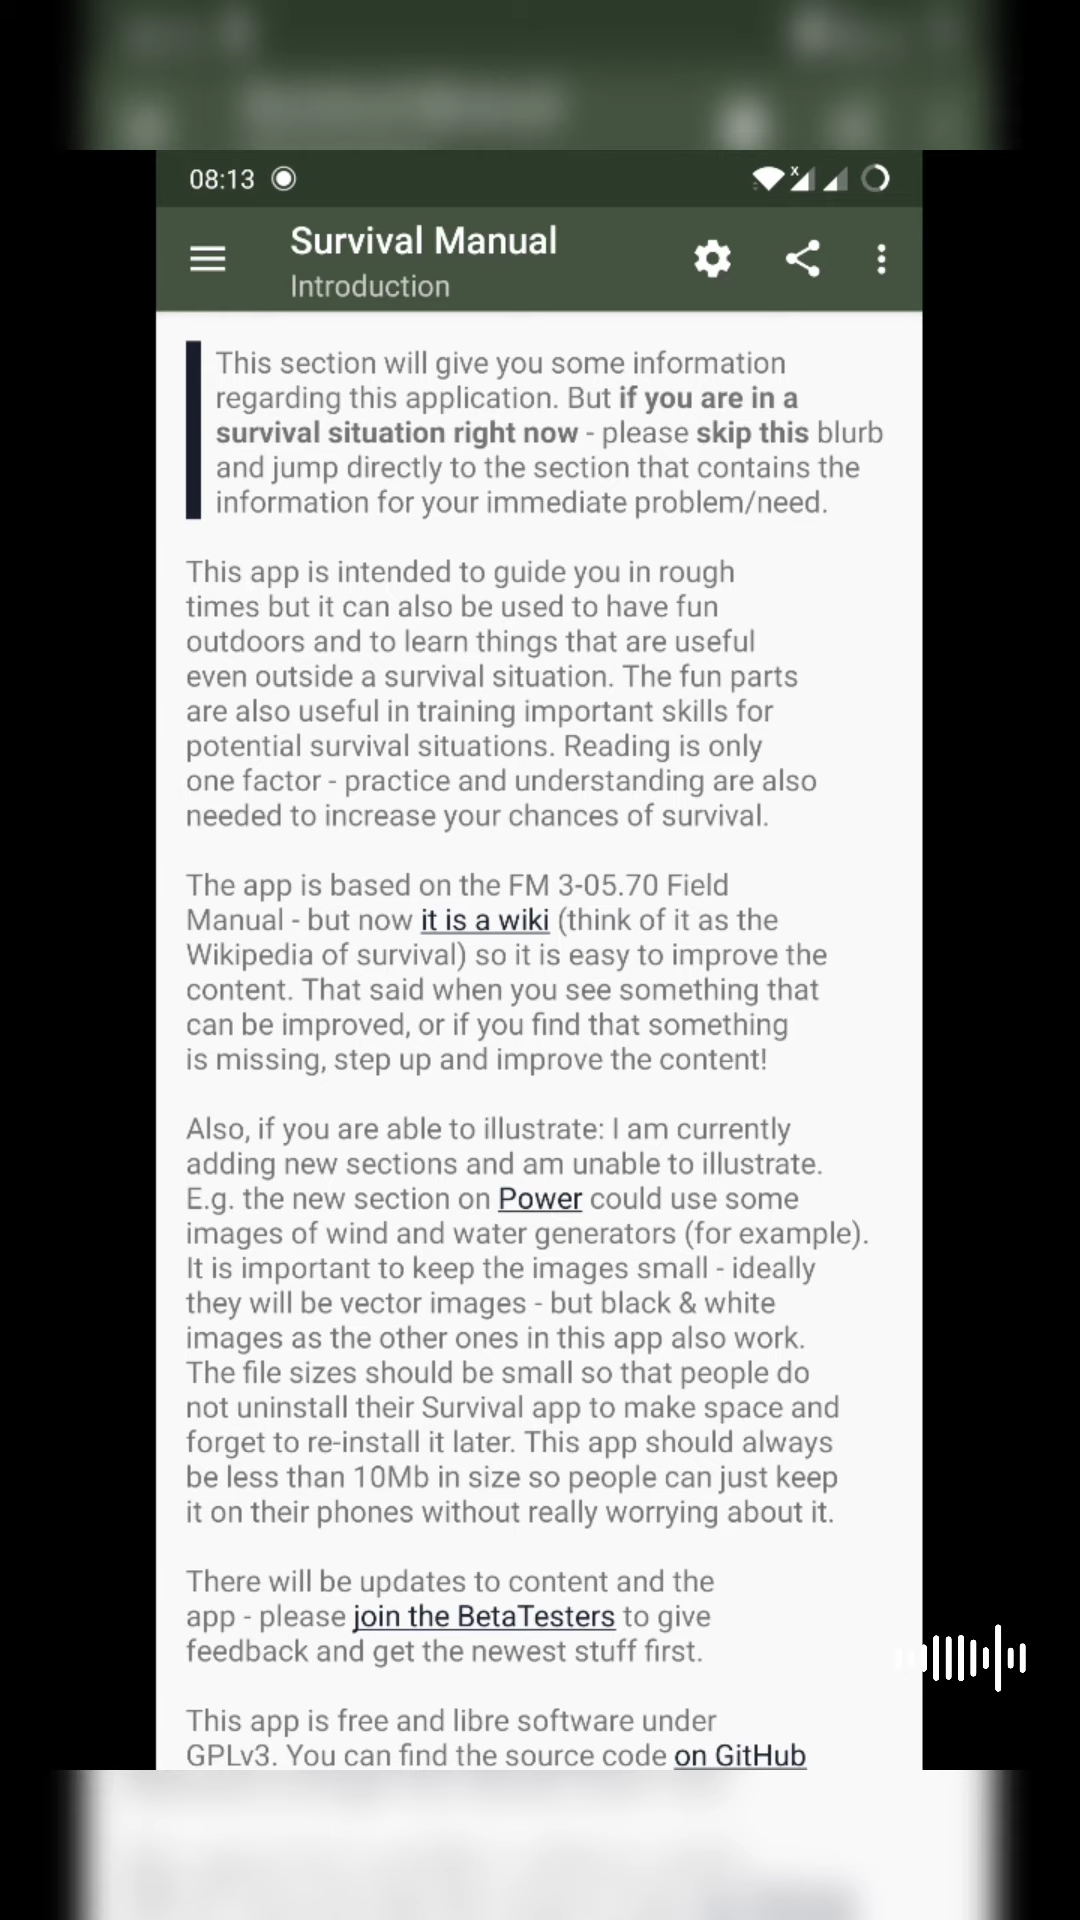 08:13
Survival Manual
Introduction
This section will give you some information
regarding this application. But if you are in a
survival situation right now - please skip this blurb
and jump directly to the section that contains the
information for your immediate problem/need.
This app is intended to guide you in rough
times but it can also be used to have fun
outdoors and to learn things that are useful
even outside a survival situation. The fun parts
are also useful in training important skills for
potential survival situations. Reading is only
one factor - practice and understanding are also
needed to increase your chances of survival.
The app is based on the FM 3-05.70 Field
Manual - but now it is a wiki (think of it as the
Wikipedia of survival) so it is easy to improve the
content. That said when you see something that
can be improved, or if you find that something
is missing, step up and improve the content!
Also, if you are able to illustrate: I am currently
adding new sections and am unable to illustrate.
E.g. the new section on Power could use some
images of wind and water generators (for example).
It is important to keep the images small - ideally
they will be vector images - but black & white
images as the other ones in this app also work.
The file sizes should be small so that people do
not uninstall their Survival app to make space and
forget to re-install it later. This app should always
be less than 10Mb in size so people can just keep
it on their phones without really worrying about it.
There will be updates to content and the
app - please join the BetaTesters to give
feedback and get the newest stuff first.
This app is free and libre software under
GPLv3. You can find the source code on GitHub